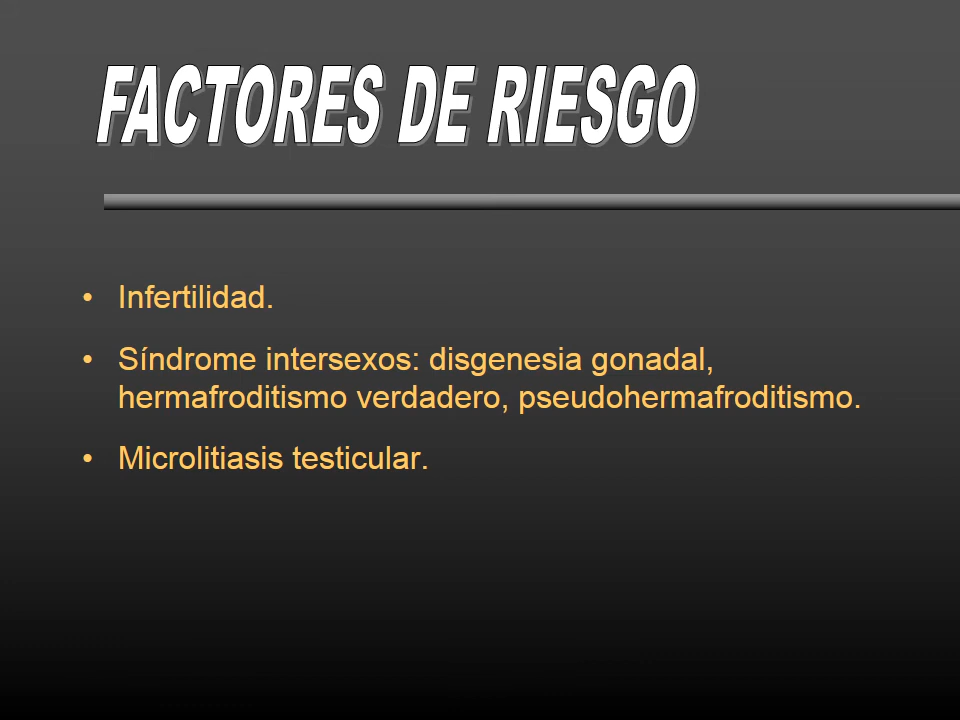 FACTORES DE RIESGO
• Infertilidad.
• Síndrome intersexos: disgenesia gonadal,
hermafroditismo verdadero, pseudohermafroditismo.
• Microlitiasis testicular.